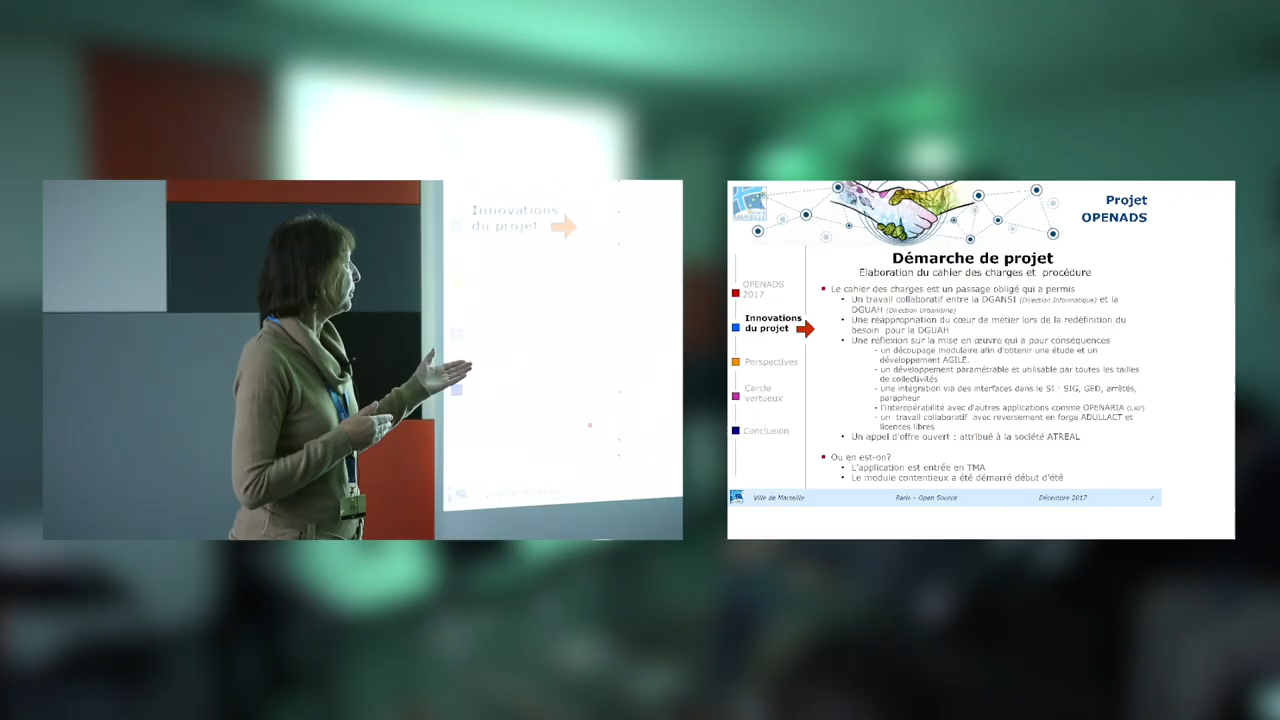 Innovations
du projet
Projet
OPENADS
MARSEILLE
Démarche de projet
Elaboration du cahier des charges et procédure
OPENADS
2017
Innovations
du projet
Perspectives
Cercle
vertueux
Conclusion
Le cahier des charges est un passage obligé qui a permis
Un travail collaboratif entre la DGANSI (Direction Informatique) et la
DGUAH (Direction Urbanisme)
Une réappropriation du cœur de métier lors de la redéfinition du
besoin pour la DGUAH
Une réflexion sur la mise en œuvre qui a pour conséquences
- un découpage modulaire afin d'obtenir une étude et un
développement AGILE.
- un développement paramétrable et utilisable par toutes les tailles
de collectivités
- une intégration via des interfaces dans le SI : SIG, GED, arrêtés,
parapheur
- l'interopérabilité avec d'autres applications comme OPENARIA (ERP)
- un travail collaboratif avec reversement en forge ADULLACT et
licences libres
Un appel d'offre ouvert : attribué à la société ATREAL
Ou en est-on?
L'application est entrée en TMA
Le module contentieux a été démarré début d'été
Ville de Marseille
Paris – Open Source
Décembre 2017